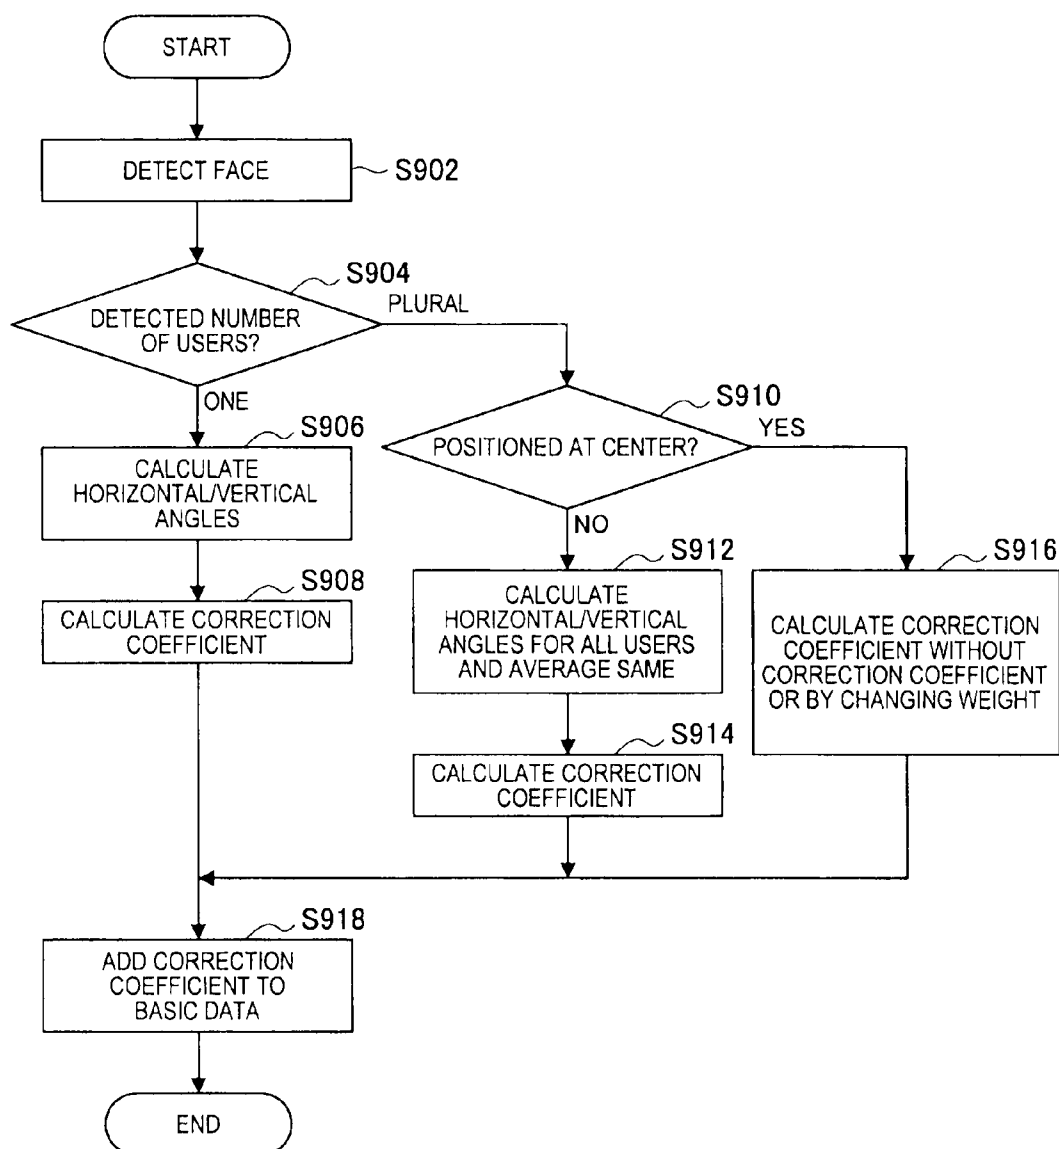 START
DETECT FACE
S902
S904
PLURAL
DETECTED NUMBER
OF USERS?
ONE
S910
YES
POSITIONED AT CENTER?
NO
S906
CALCULATE
HORIZONTAL/VERTICAL
ANGLES
S908
CALCULATE CORRECTION
COEFFICIENT
S912
CALCULATE
HORIZONTAL/VERTICAL
ANGLES FOR ALL USERS
AND AVERAGE SAME
S914
CALCULATE CORRECTION
COEFFICIENT
S916
CALCULATE CORRECTION
COEFFICIENT WITHOUT
CORRECTION COEFFICIENT
OR BY CHANGING WEIGHT
S918
ADD CORRECTION
COEFFICIENT TO
BASIC DATA
END